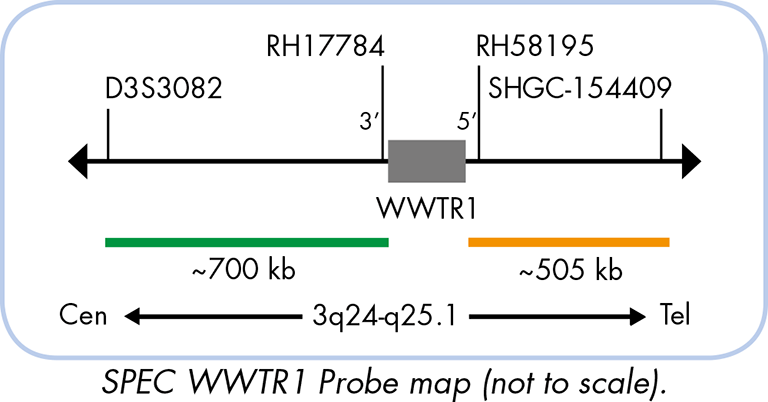 RH17784 RH58195
D3S3082 SHGC-154409
3’ 5’
WWTR1
~700 kb ~505 kb
Cen 3q24-q25.1 Tel
SPEC WWTR1 Probe map (not to scale).